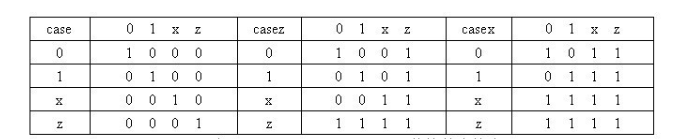 case 0 1 x z casez 0 1 x z casex 0 1 x z
0 1 0 0 0 0 1 0 0 1 0 1 0 1 1
1 0 1 0 0 1 0 1 0 1 1 0 1 1 1
x 0 0 1 0 x 0 0 1 1 x 1 1 1 1
z 0 0 0 1 z 1 1 1 1 z 1 1 1 1